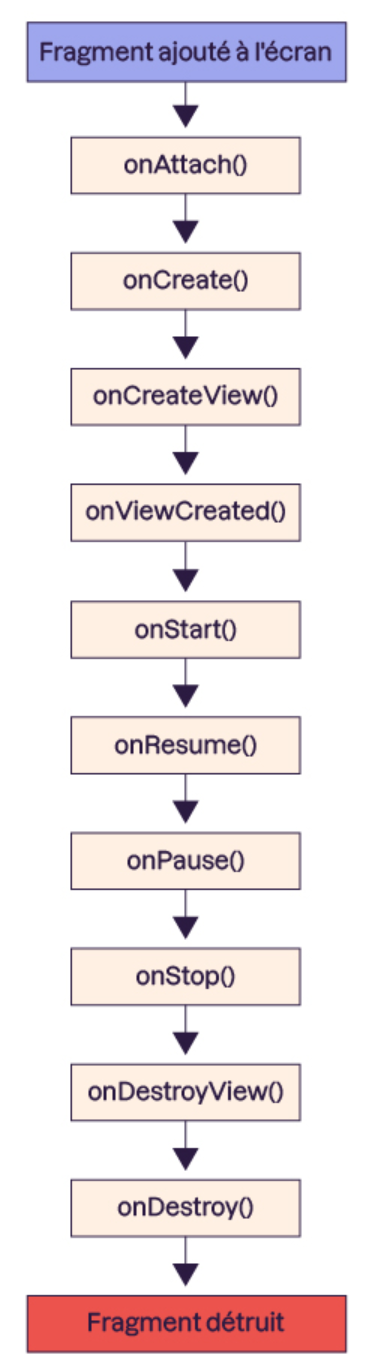 Fragment ajouté à l'écran
onAttach()
onCreate()
onCreateView()
onViewCreated()
onStart()
onResume()
onPause()
onStop()
onDestroyView()
onDestroy()
Fragment détruit